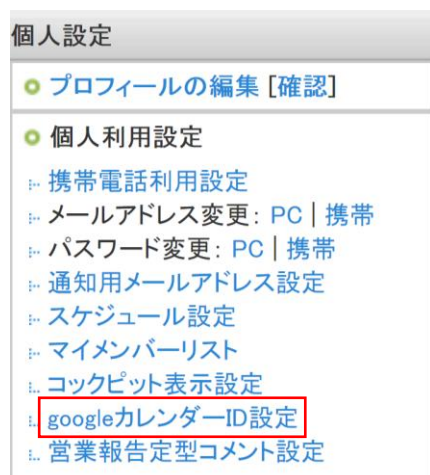 個人設定
プロフィールの編集 [確認]
個人利用設定
携帯電話利用設定
メールアドレス変更: PC | 携帯
パスワード変更: PC | 携帯
通知用メールアドレス設定
スケジュール設定
マイメンバーリスト
コックピット表示設定
googleカレンダーID設定
営業報告定型コメント設定